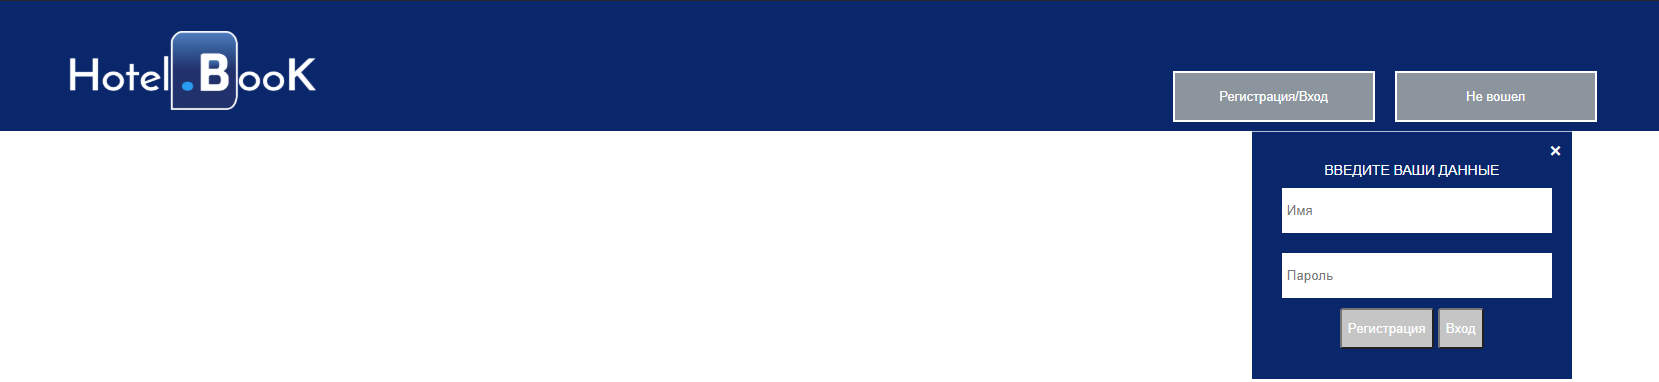 Hotel.BooK
Регистрация/Вход
Не вошел
×
ВВЕДИТЕ ВАШИ ДАННЫЕ
Имя
Пароль
Регистрация Вход